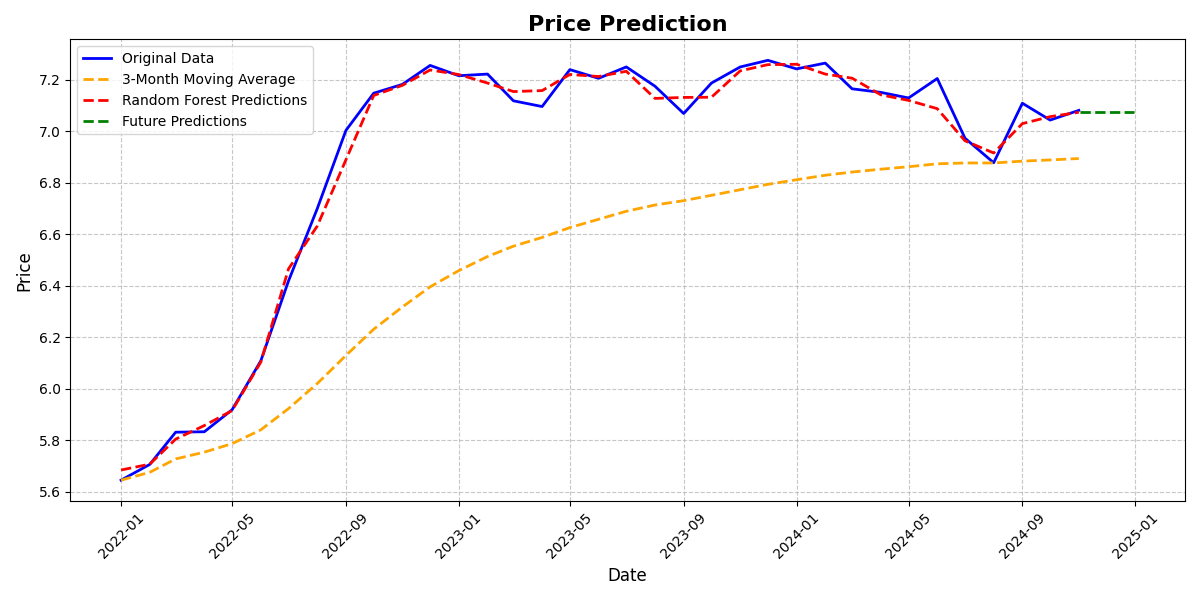 Price Prediction
Original Data
3-Month Moving Average
Random Forest Predictions
Future Predictions
Price
7.2
7.0
6.8
6.6
6.4
6.2
6.0
5.8
5.6
2022-01
2022-05
2022-09
2023-01
2023-05
2023-09
2024-01
2024-05
2024-09
2025-01
Date